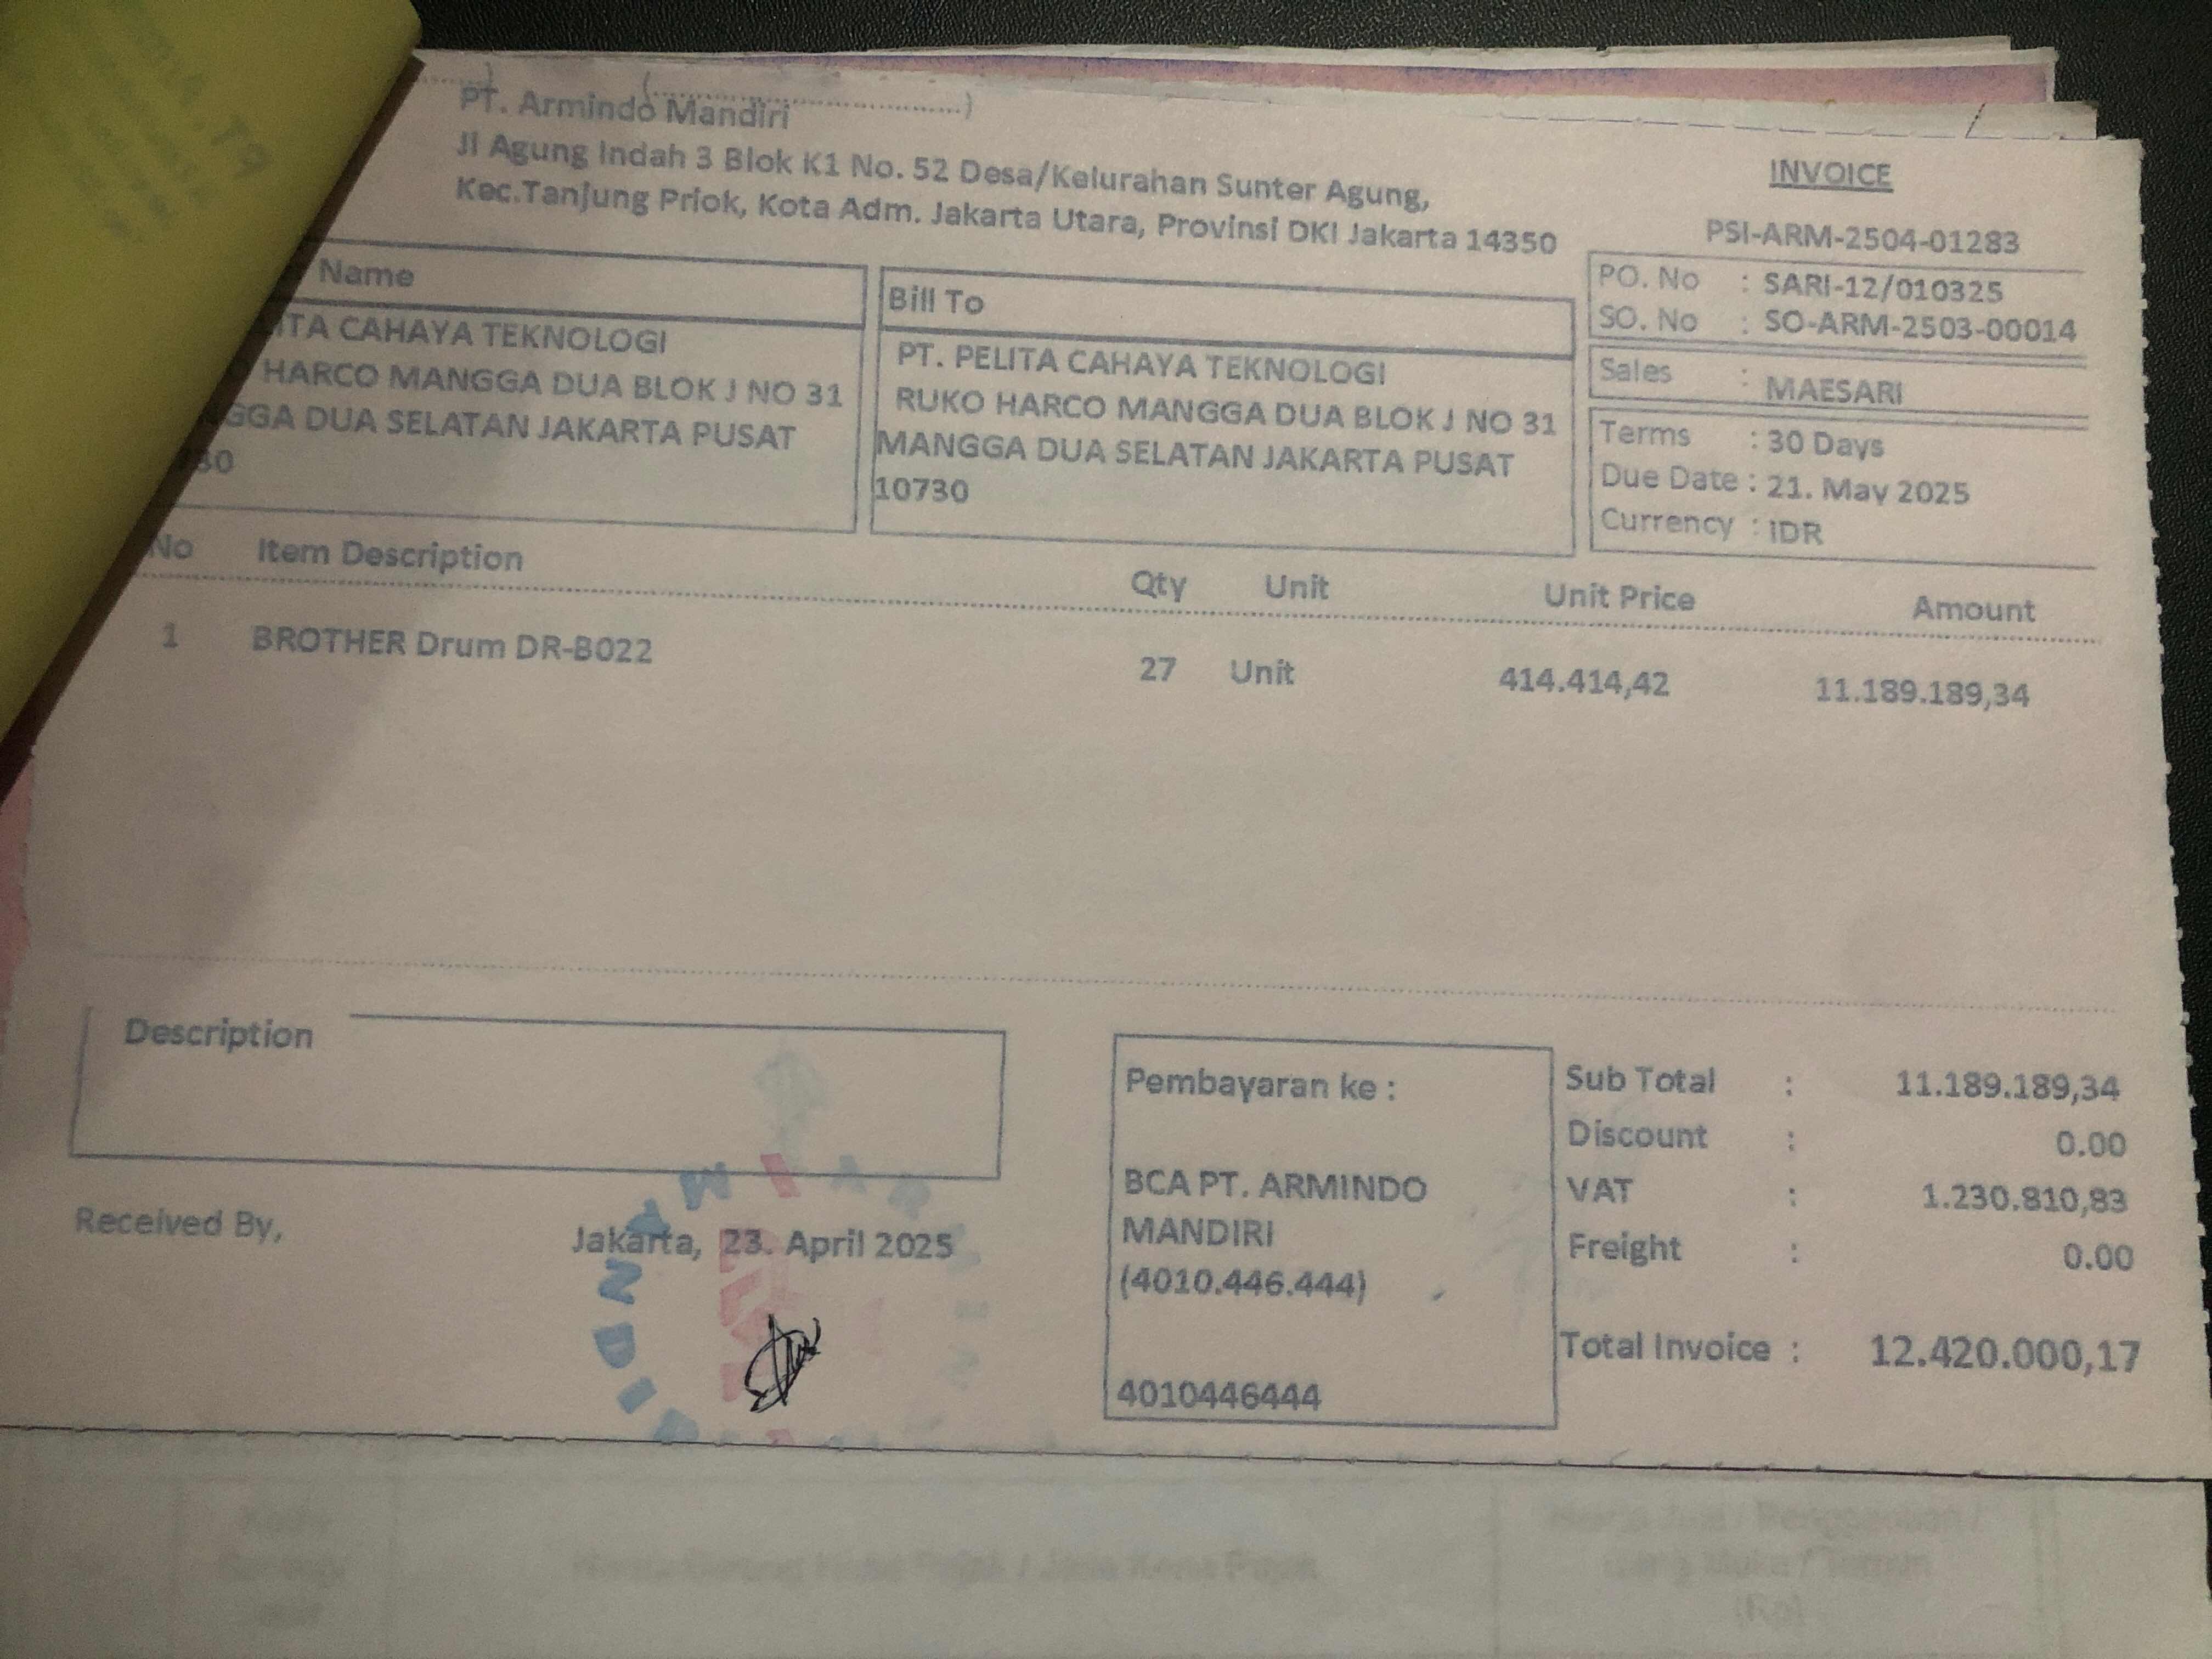 PT. Armindo Mandiri
Jl Agung Indah 3 Blok K1 No. 52 Desa/Kelurahan Sunter Agung,
Kec.Tanjung Priok, Kota Adm. Jakarta Utara, Provinsi DKI Jakarta 14350
INVOICE
PSI-ARM-2504-01283
PO. No : SARI-12/010325
SO. No : SO-ARM-2503-00014
Sales : MAESARI
Terms : 30 Days
Due Date : 21. May 2025
Currency : IDR
Name
ITA CAHAYA TEKNOLOGI
HARCO MANGGA DUA BLOK J NO 31
GGA DUA SELATAN JAKARTA PUSAT
730
Bill To
PT. PELITA CAHAYA TEKNOLOGI
RUKO HARCO MANGGA DUA BLOK J NO 31
MANGGA DUA SELATAN JAKARTA PUSAT
10730
No Item Description Qty Unit Unit Price Amount
1 BROTHER Drum DR-B022 27 Unit 414.414,42 11.189.189,34
Description
Received By,
Jakarta, 23. April 2025
Pembayaran ke :
BCA PT. ARMINDO
MANDIRI
(4010.446.444)
4010446444
Sub Total : 11.189.189,34
Discount : 0.00
VAT : 1.230.810,83
Freight : 0.00
Total Invoice : 12.420.000,17